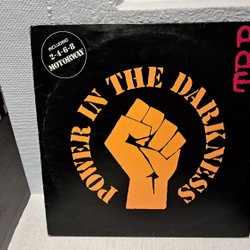 INCLUDING
2-4-6-8
MOTORWAY
POWER IN THE DARKNESS